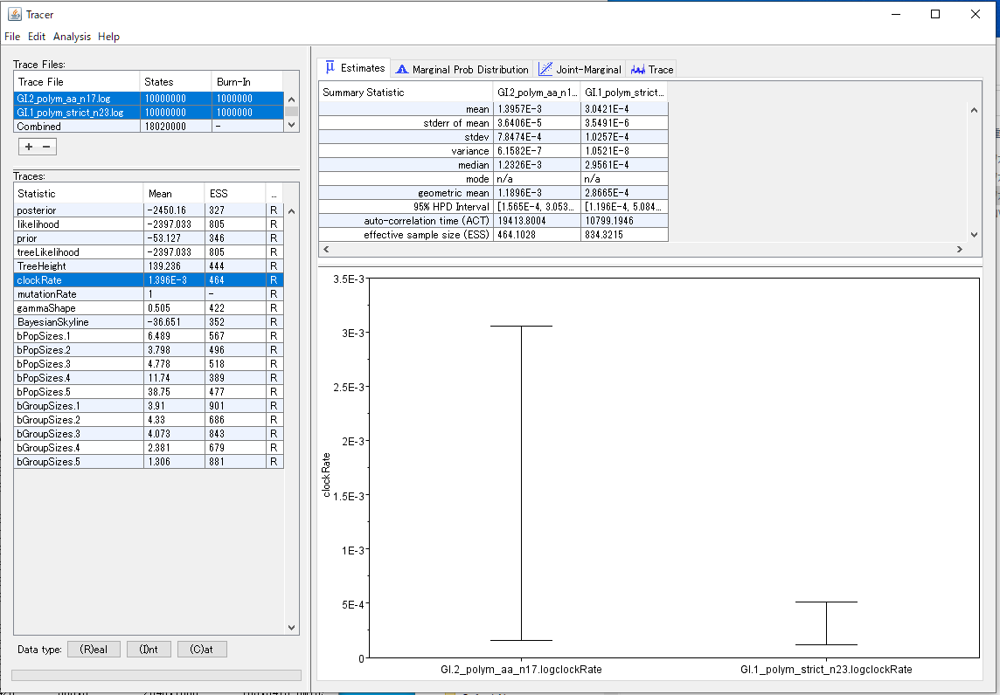 Tracer
File Edit Analysis Help
Trace Files:
Trace File States Burn-In
GI.2_polym_aa_n17.log 10000000 1000000
GI.1_polym_strict_n23.log 10000000 1000000
Combined 18020000 -
+ -
Traces:
Statistic Mean ESS ...
posterior -2450.16 327 R
likelihood -2397.033 805 R
prior -53.127 346 R
treeLikelihood -2397.033 805 R
TreeHeight 139.236 444 R
clockRate 1.396E-3 464 R
mutationRate 1 - R
gammaShape 0.505 422 R
BayesianSkyline -36.651 352 R
bPopSizes.1 6.489 567 R
bPopSizes.2 3.798 496 R
bPopSizes.3 4.778 518 R
bPopSizes.4 11.74 389 R
bPopSizes.5 38.75 477 R
bGroupSizes.1 3.91 901 R
bGroupSizes.2 4.33 686 R
bGroupSizes.3 4.073 843 R
bGroupSizes.4 2.381 679 R
bGroupSizes.5 1.306 881 R
Data type: (R)eal (I)nt (C)at
μ Estimates Marginal Prob Distribution Joint-Marginal Trace
Summary Statistic GI.2_polym_aa_n1... GI.1_polym_strict...
mean 1.3957E-3 3.0421E-4
stderr of mean 3.6406E-5 3.5491E-6
stdev 7.8474E-4 1.0257E-4
variance 6.1582E-7 1.0521E-8
median 1.2326E-3 2.9561E-4
mode n/a n/a
geometric mean 1.1896E-3 2.8665E-4
95% HPD Interval [1.565E-4, 3.053... [1.196E-4, 5.084...
auto-correlation time (ACT) 19413.8004 10799.1946
effective sample size (ESS) 464.1028 834.3215
3.5E-3
3E-3
2.5E-3
2E-3
1.5E-3
1E-3
5E-4
0
clockRate
GI.2_polym_aa_n17.logclockRate GI.1_polym_strict_n23.logclockRate